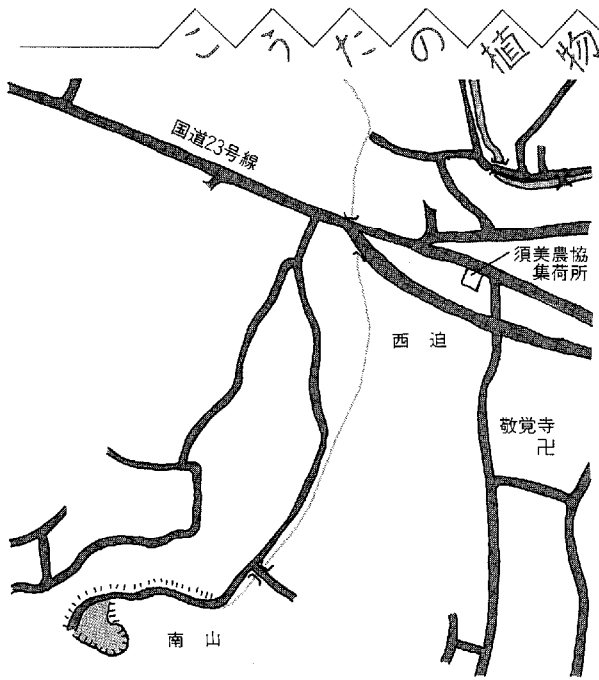 こうたの植物
国道23号線
須美農協
集荷所
西迫
敬覚寺
卍
南山